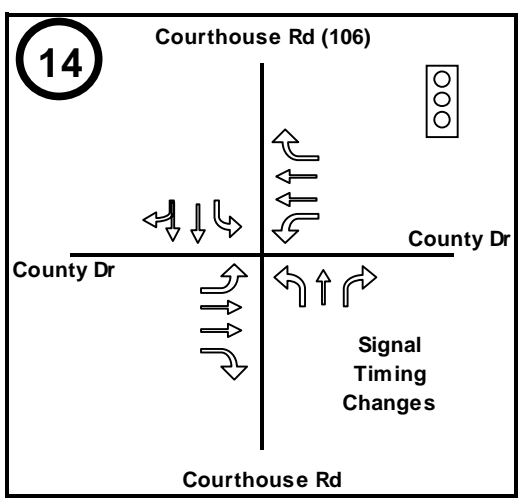 14
Courthouse Rd (106)
County Dr
County Dr
Signal
Timing
Changes
Courthouse Rd